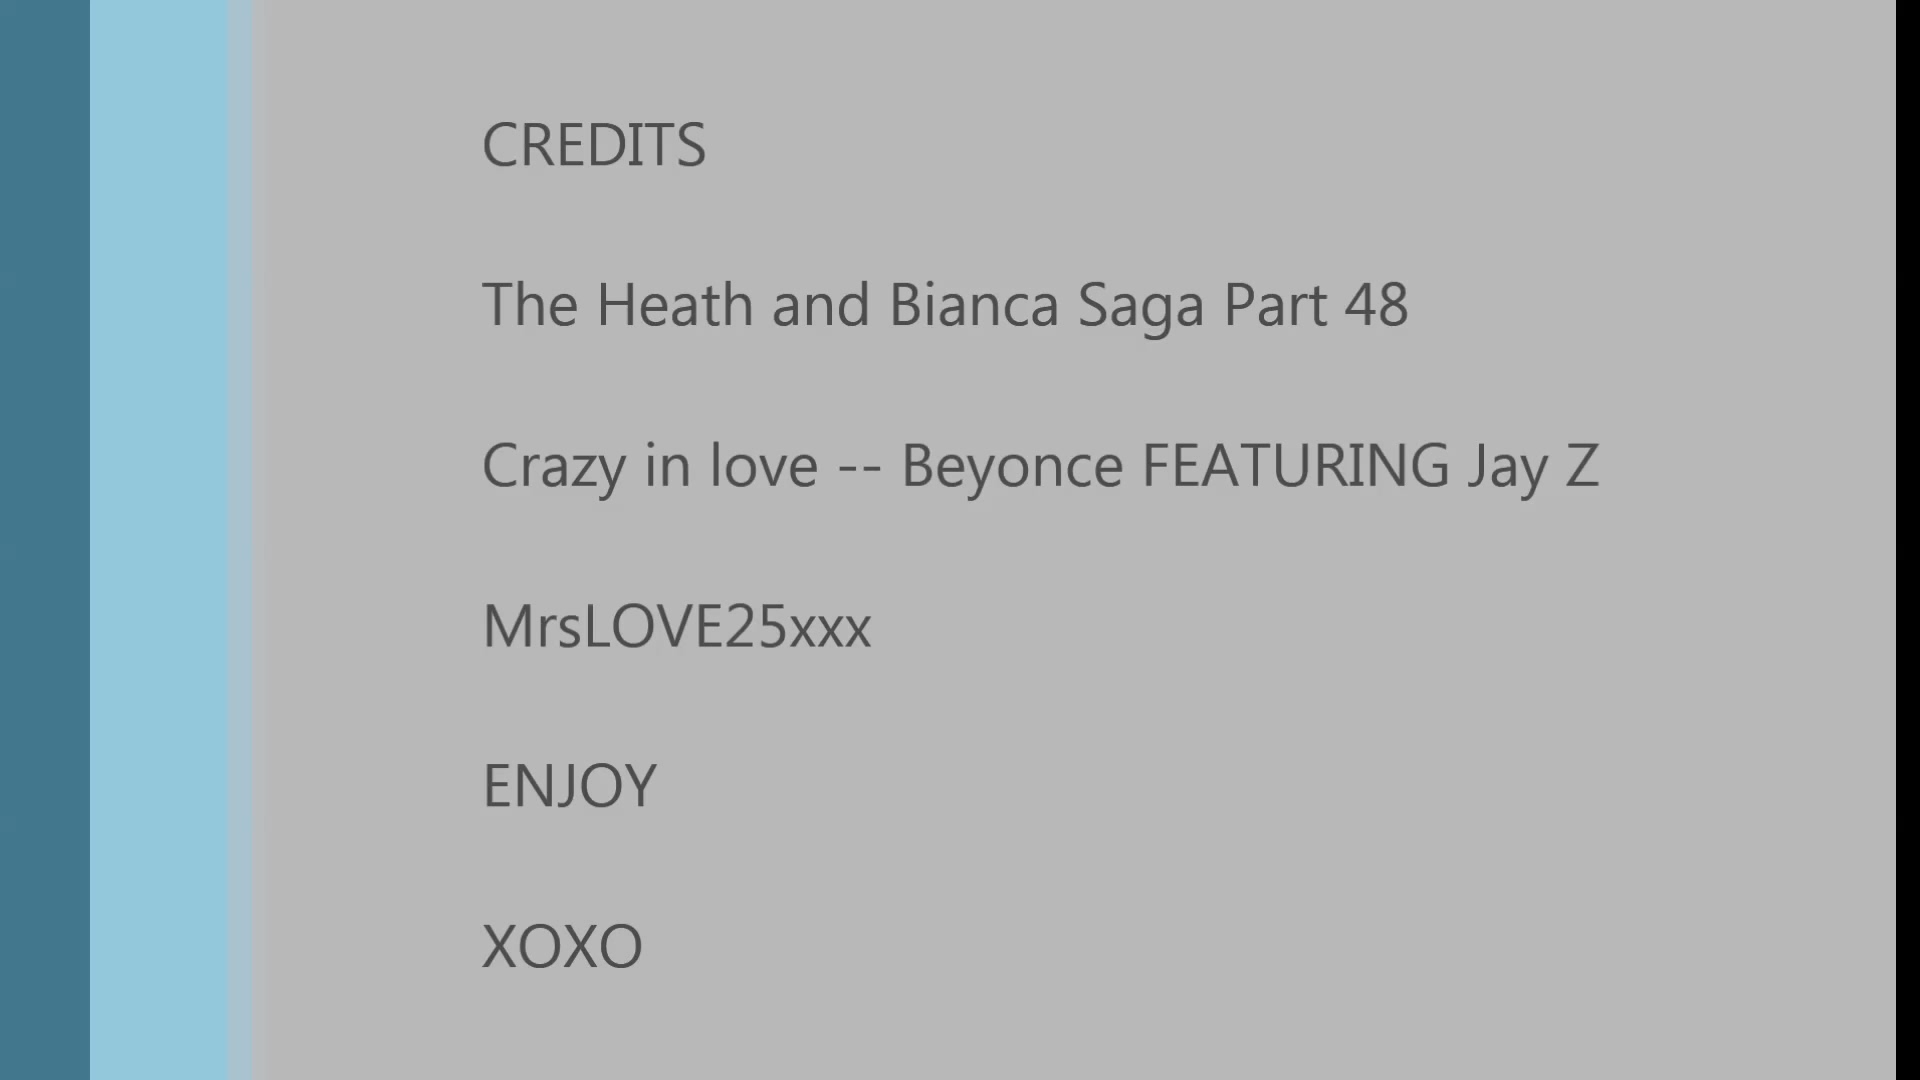 CREDITS
The Heath and Bianca Saga Part 48
Crazy in love -- Beyonce FEATURING Jay Z
MrsLOVE25xxx
ENJOY
XOXO